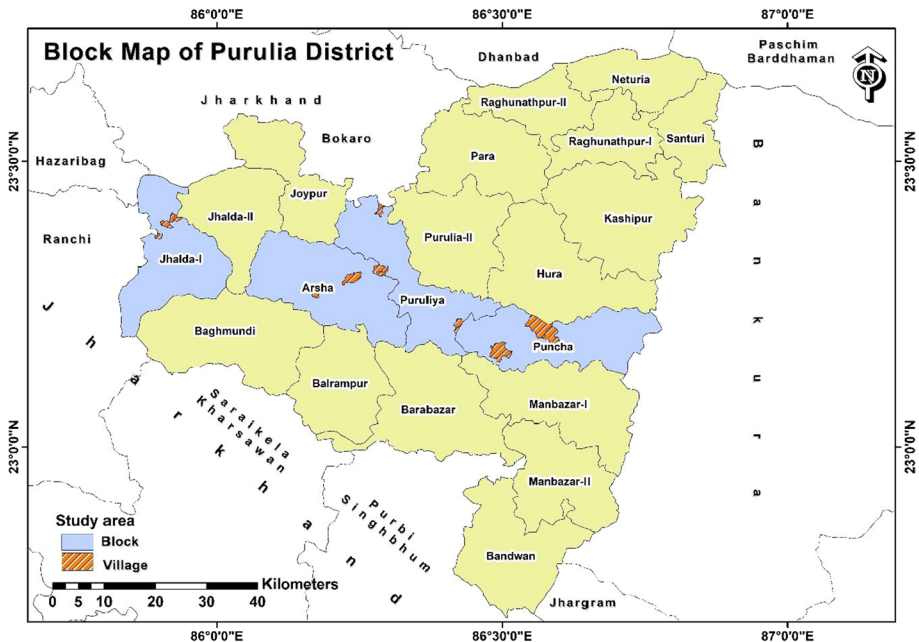 86°0'0"E
86°30'0"E
87°0'0"E
Block Map of Purulia District
Dhanbad
Paschim
Barddhaman
N
Neturia
Jharkhand
Raghunathpur-II
Bokaro
Raghunathpur-I
Santuri
23°30'0"N
23°30'0"N
Hazaribag
Para
Joypur
Jhalda-II
Kashipur
Ranchi
Purulia-II
Jhalda-I
Hura
Arsha
Puruliya
Baghmundi
Puncha
Bankura
Balrampur
Barabazar
Manbazar-I
Jharkhand
Saraikela
Kharsawan
23°0'0"N
23°0'0"N
Manbazar-II
Purbi
Singhbhum
Bandwan
Jhargram
Study area
Block
Village
Kilometers
0 5 10 20 30 40
86°0'0"E
86°30'0"E
87°0'0"E